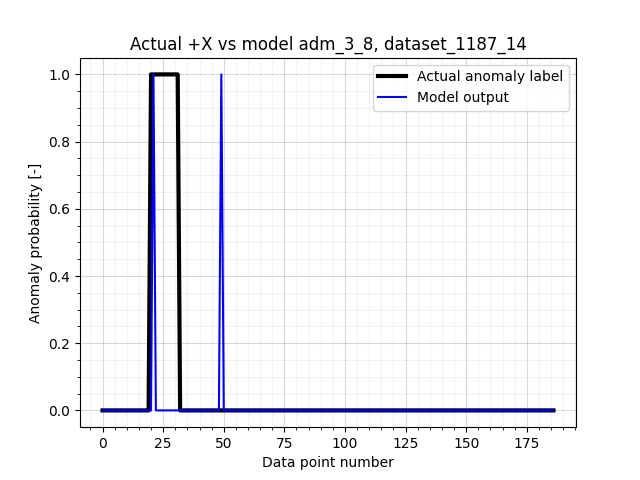 Actual +X vs model adm_3_8, dataset_1187_14
Actual anomaly label
Model output
1.0
0.8
0.6
0.4
0.2
0.0
Anomaly probability [-]
0 25 50 75 100 125 150 175
Data point number